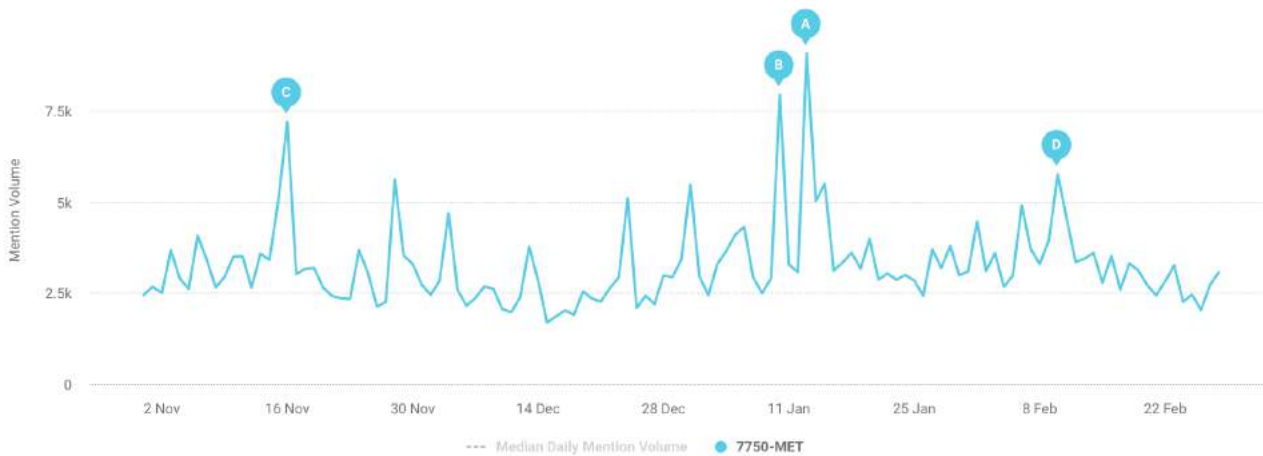 A
B
C
7.5k
D
5k
Mention Volume
2.5k
0
2 Nov 16 Nov 30 Nov 14 Dec 28 Dec 11 Jan 25 Jan 8 Feb 22 Feb
Median Daily Mention Volume 7750-MET